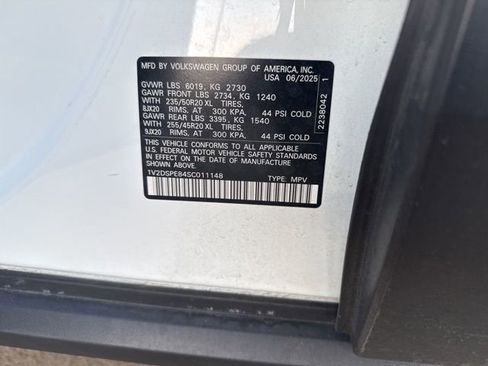 MFD. BY VOLKSWAGEN GROUP OF AMERICA, INC.
USA 06/2025
GVWR LBS 6019, KG 2730
GAWR FRONT LBS 2734, KG 1240
WITH 235/50R20 XL TIRES,
8JX20 RIMS, AT 300 KPA, 44 PSI COLD
GAWR REAR LBS 3395, KG 1540
WITH 255/45R20 XL TIRES,
9JX20 RIMS, AT 300 KPA, 44 PSI COLD
THIS VEHICLE CONFORMS TO ALL APPLICABLE
U.S. FEDERAL MOTOR VEHICLE SAFETY STANDARDS
IN EFFECT ON THE DATE OF MANUFACTURE
SHOWN ABOVE.
1V2DSPE84SC011148
TYPE: MPV
2238042 1